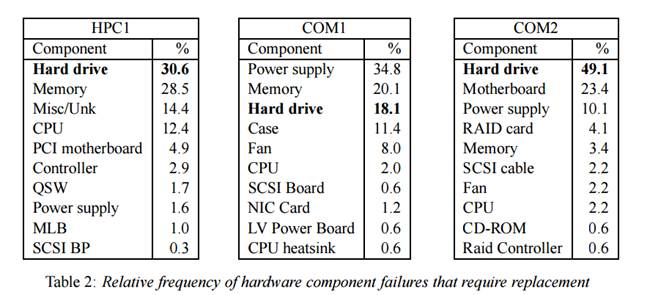 HPC1
Component %
Hard drive 30.6
Memory 28.5
Misc/Unk 14.4
CPU 12.4
PCI motherboard 4.9
Controller 2.9
QSW 1.7
Power supply 1.6
MLB 1.0
SCSI BP 0.3
COM1
Component %
Power supply 34.8
Memory 20.1
Hard drive 18.1
Case 11.4
Fan 8.0
CPU 2.0
SCSI Board 0.6
NIC Card 1.2
LV Power Board 0.6
CPU heatsink 0.6
COM2
Component %
Hard drive 49.1
Motherboard 23.4
Power supply 10.1
RAID card 4.1
Memory 3.4
SCSI cable 2.2
Fan 2.2
CPU 2.2
CD-ROM 0.6
Raid Controller 0.6
Table 2: Relative frequency of hardware component failures that require replacement